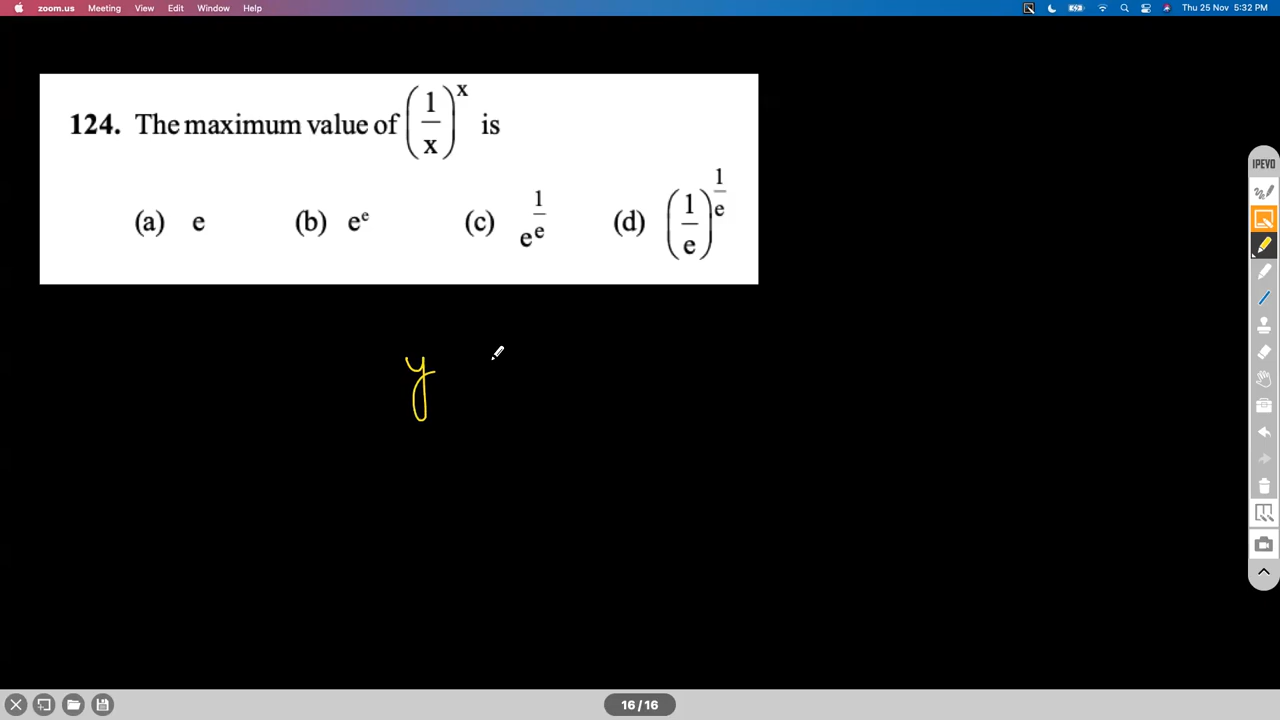 zoom.us Meeting View Edit Window Help Thu 25 Nov 5:32 PM
124. The maximum value of (1/x)^x is
(a) e (b) e^e (c) e^(1/e) (d) (1/e)^(1/e)
IPEVO
y
16 / 16